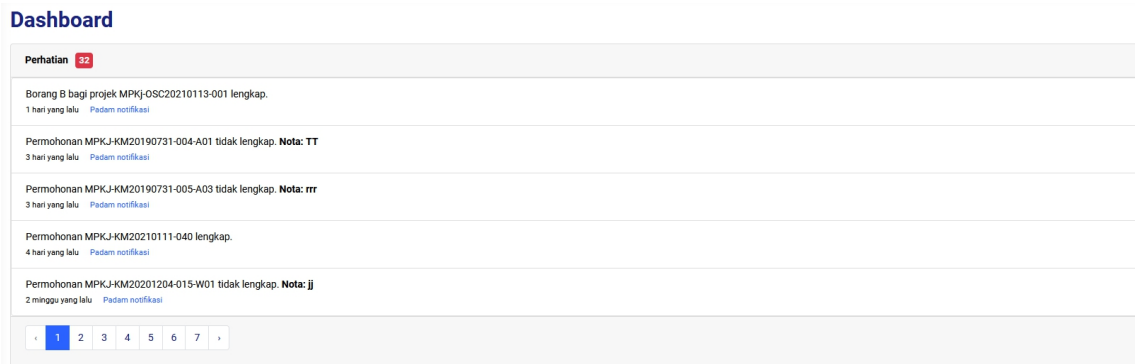 Dashboard
Perhatian 32
Borang B bagi projek MPKj-OSC20210113-001 lengkap.
1 hari yang lalu Padam notifikasi
Permohonan MPKJ-KM20190731-004-A01 tidak lengkap. Nota: TT
3 hari yang lalu Padam notifikasi
Permohonan MPKJ-KM20190731-005-A03 tidak lengkap. Nota: rrr
3 hari yang lalu Padam notifikasi
Permohonan MPKJ-KM20210111-040 lengkap.
4 hari yang lalu Padam notifikasi
Permohonan MPKJ-KM20201204-015-W01 tidak lengkap. Nota: jj
2 minggu yang lalu Padam notifikasi
‹ 1 2 3 4 5 6 7 ›